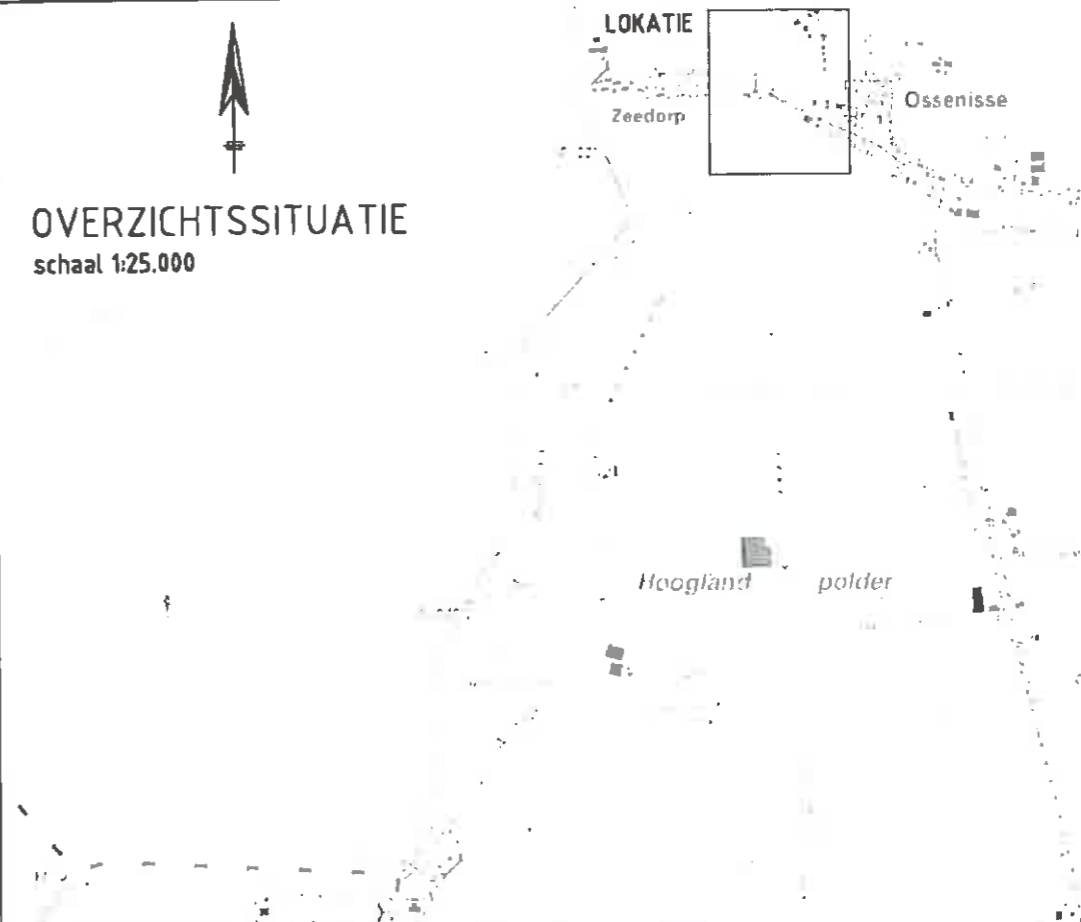 LOKATIE
Ossenisse
Zeedorp
OVERZICHTSSITUATIE
schaal 1:25.000
Hoogland polder